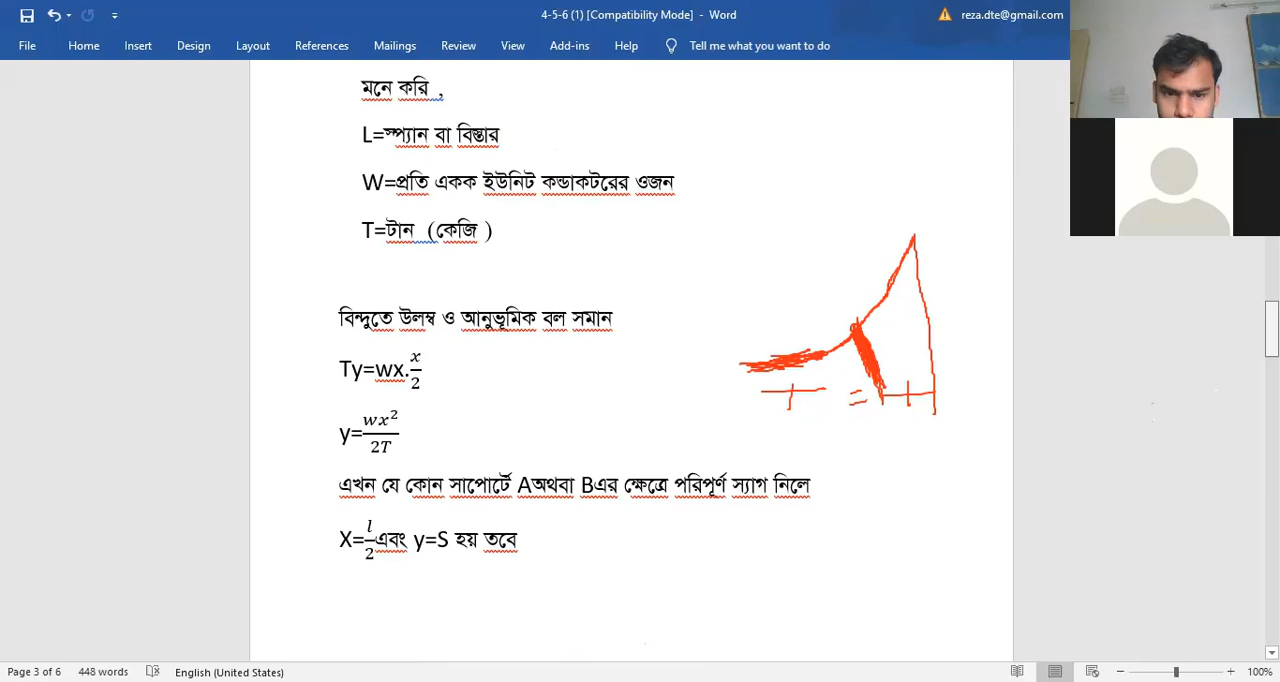 4-5-6 (1) [Compatibility Mode] - Word
reza.dte@gmail.com
File Home Insert Design Layout References Mailings Review View Add-ins Help Tell me what you want to do
মনে করি ,
L=স্প্যান বা বিস্তার
W=প্রতি একক ইউনিট কন্ডাকটরের ওজন
T=টান (কেজি )
বিন্দুতে উলম্ব ও আনুভূমিক বল সমান
Ty=wx.x/2
y=wx²/2T
এখন যে কোন সাপোর্টে Aঅথবা Bএর ক্ষেত্রে পরিপূর্ণ স্যাগ নিলে
X=l/2এবং y=S হয় তবে
Page 3 of 6 448 words English (United States) 100%